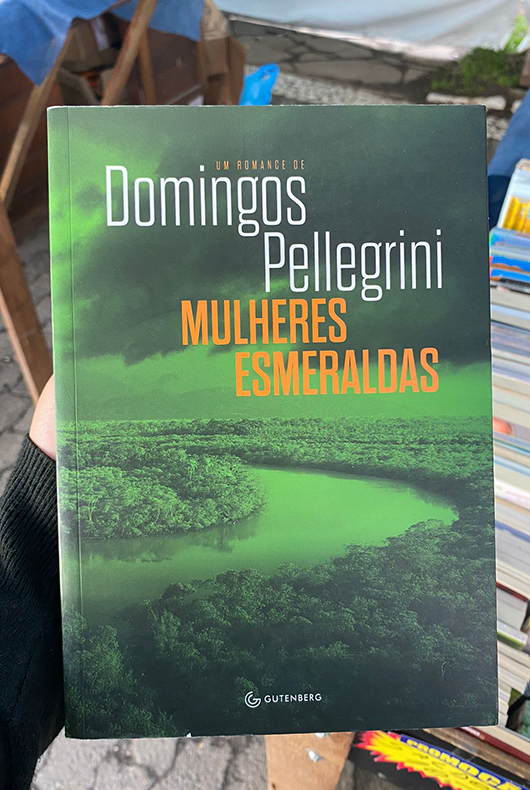 UM ROMANCE DE
Domingos
Pellegrini
MULHERES
ESMERALDAS
GUTENBERG